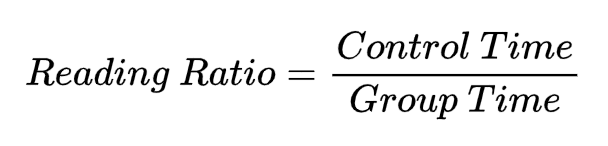 Reading Ratio = Control Time / Group Time